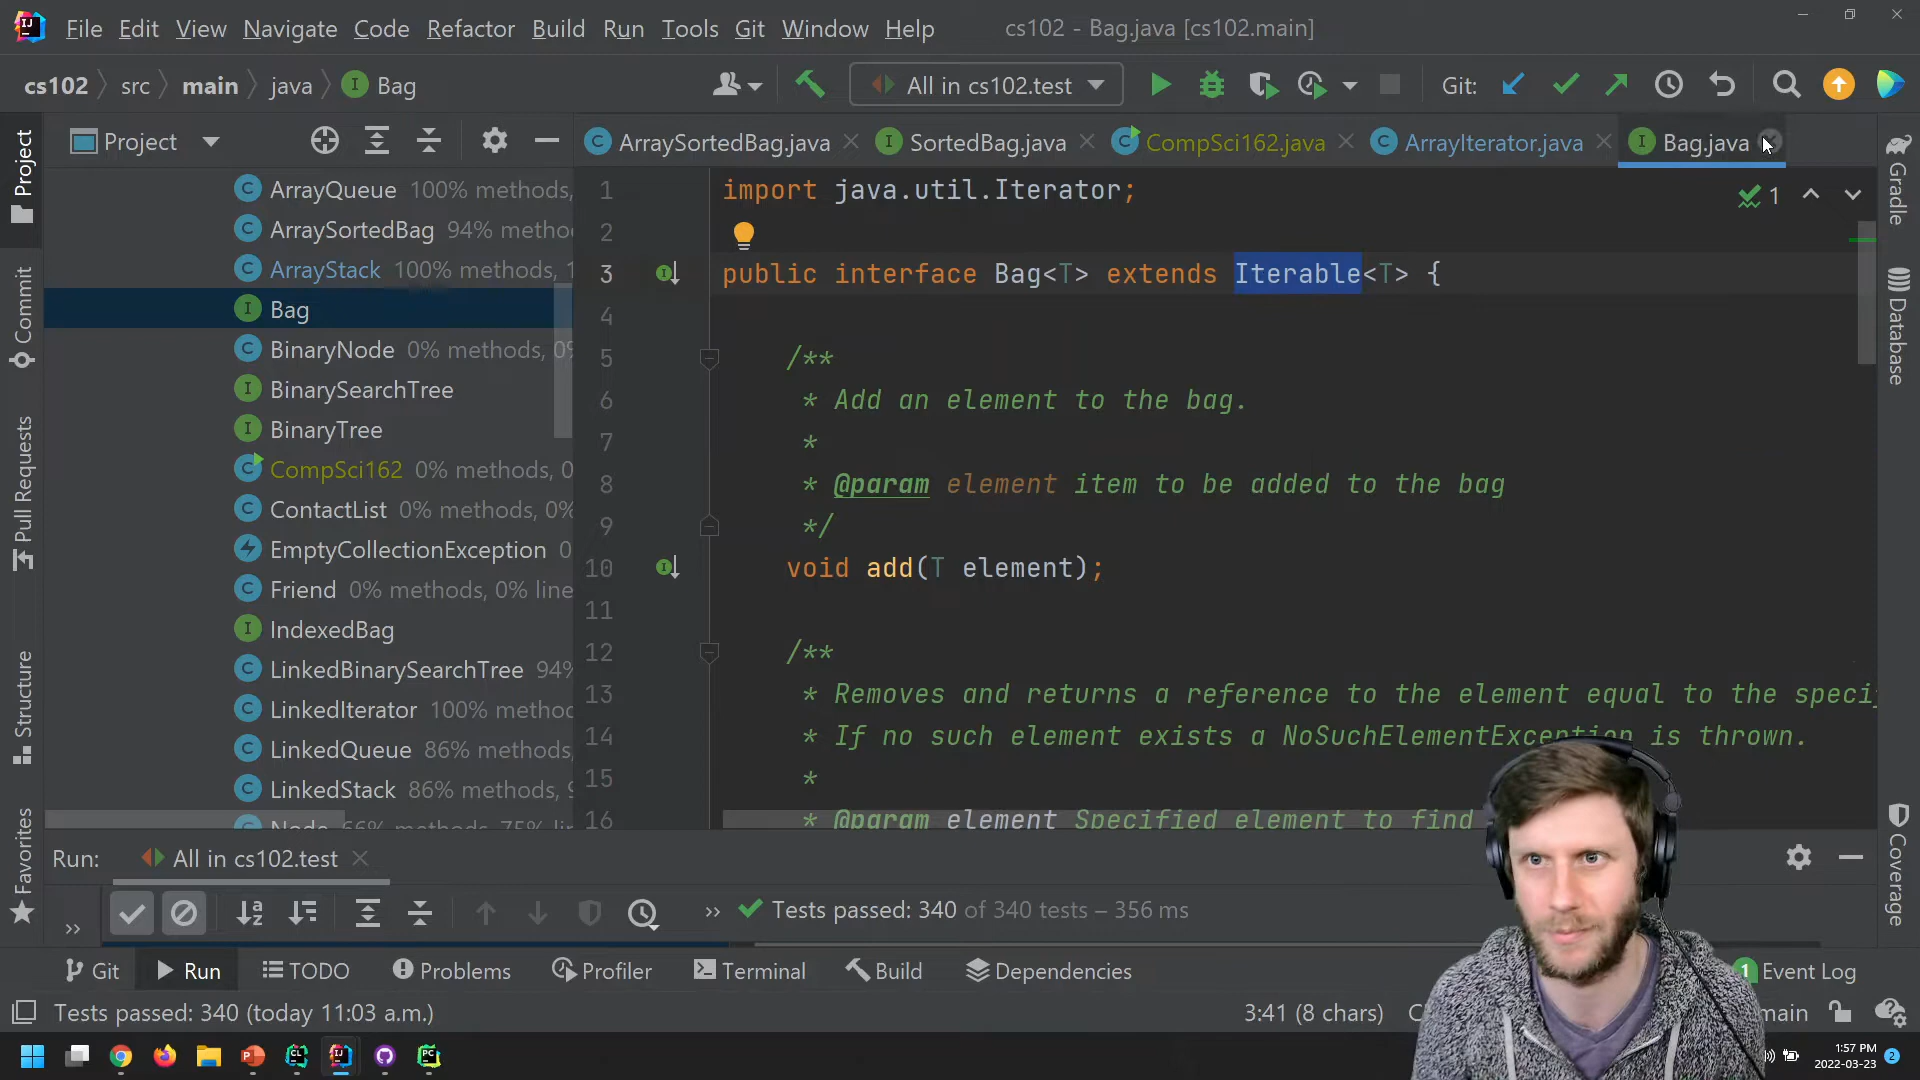 File Edit View Navigate Code Refactor Build Run Tools Git Window Help cs102 - Bag.java [cs102.main]
cs102 src main java Bag All in cs102.test Git:
Project ArraySortedBag.java SortedBag.java CompSci162.java ArrayIterator.java Bag.java
Project
Commit
Pull Requests
Structure
Favorites
ArrayQueue 100% methods,
ArraySortedBag 94% metho
ArrayStack 100% methods, 1
Bag
BinaryNode 0% methods, 0%
BinarySearchTree
BinaryTree
CompSci162 0% methods, 0
ContactList 0% methods, 0%
EmptyCollectionException 0
Friend 0% methods, 0% line
IndexedBag
LinkedBinarySearchTree 94%
LinkedIterator 100% method
LinkedQueue 86% methods,
LinkedStack 86% methods, 9
Node 66% methods, 75% li
1 import java.util.Iterator;
2
3 public interface Bag<T> extends Iterable<T> {
4
5 /**
6 * Add an element to the bag.
7 *
8 * @param element item to be added to the bag
9 */
10 void add(T element);
11
12 /**
13 * Removes and returns a reference to the element equal to the speci
14 * If no such element exists a NoSuchElementException is thrown.
15 *
16 * @param element Specified element to find
1
Gradle
Database
Coverage
Run: All in cs102.test
Tests passed: 340 of 340 tests – 356 ms
Git Run TODO Problems Profiler Terminal Build Dependencies 1 Event Log
Tests passed: 340 (today 11:03 a.m.) 3:41 (8 chars) main
1:57 PM
2022-03-23
2